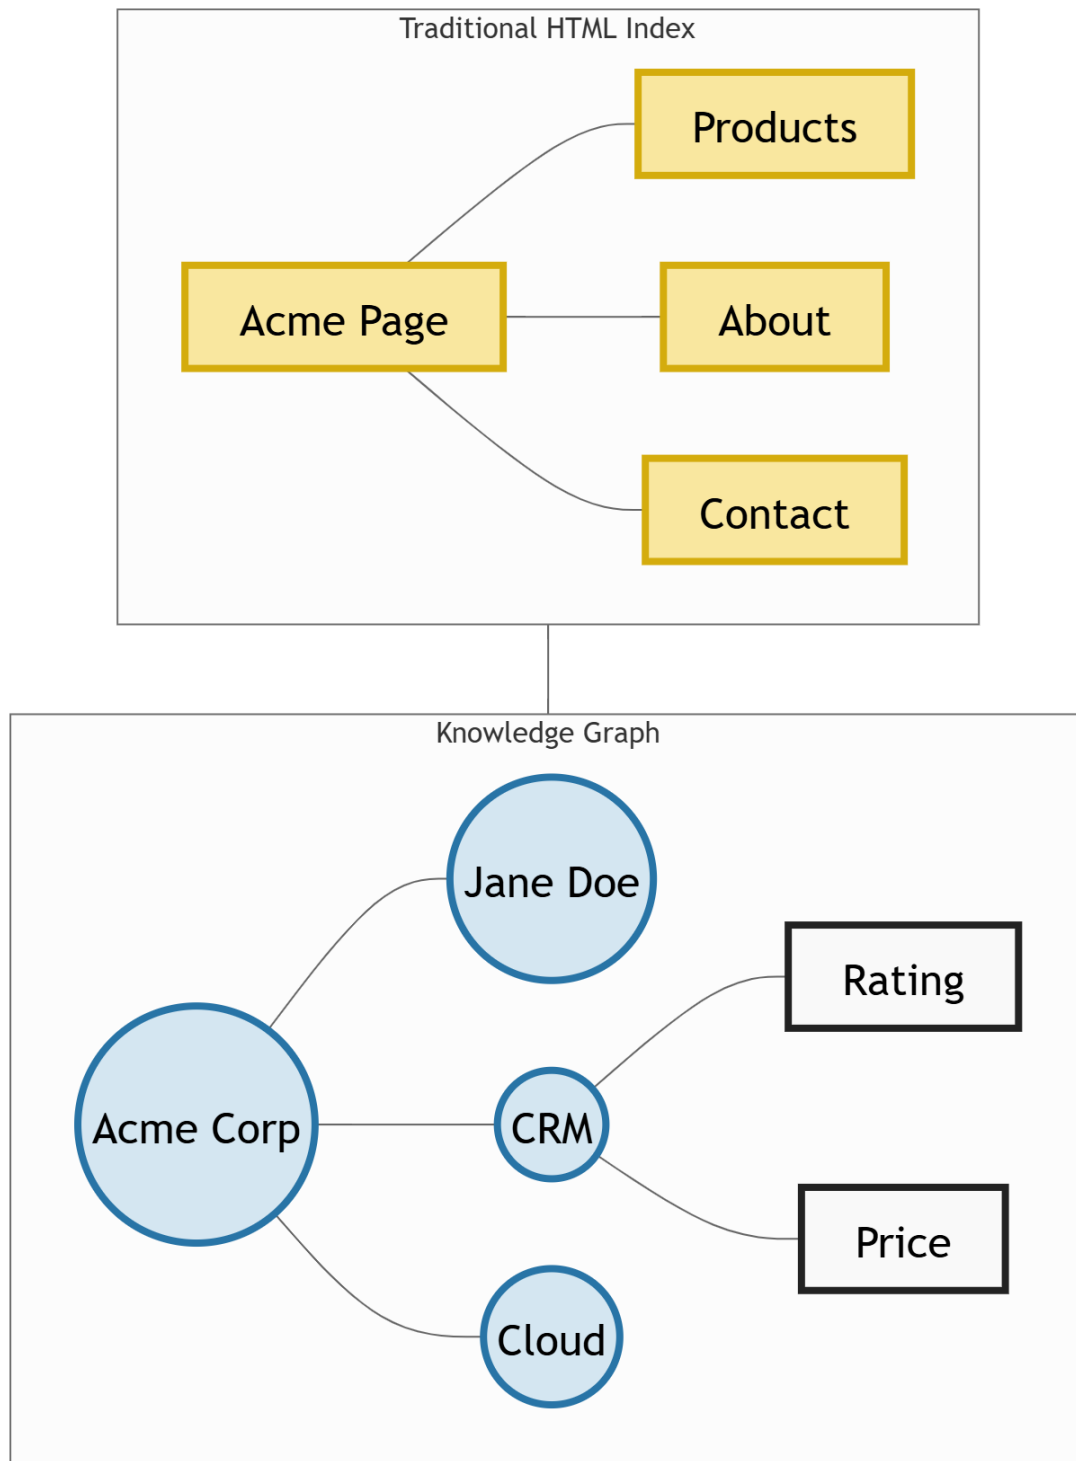 Traditional HTML Index
Products
Acme Page
About
Contact
Knowledge Graph
Jane Doe
Rating
Acme Corp
CRM
Price
Cloud